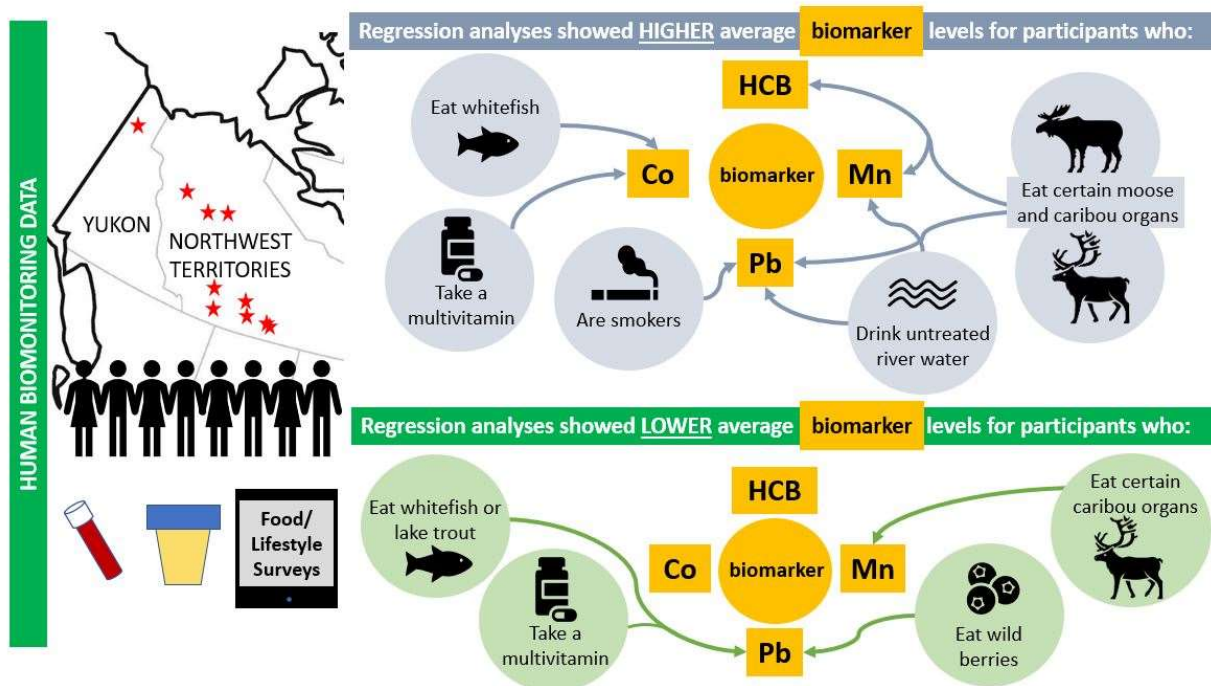 HUMAN BIOMONITORING DATA
YUKON
NORTHWEST
TERRITORIES
Food/
Lifestyle
Surveys
Regression analyses showed HIGHER average biomarker levels for participants who:
Eat whitefish
Take a
multivitamin
Are smokers
Drink untreated
river water
Eat certain moose
and caribou organs
HCB
Co
biomarker
Mn
Pb
Regression analyses showed LOWER average biomarker levels for participants who:
Eat whitefish or
lake trout
Take a
multivitamin
Eat wild
berries
Eat certain
caribou organs
HCB
Co
biomarker
Mn
Pb